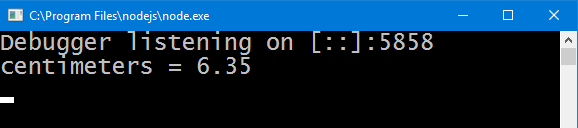 C:\Program Files\nodejs\node.exe
Debugger listening on [::]:5858
centimeters = 6.35